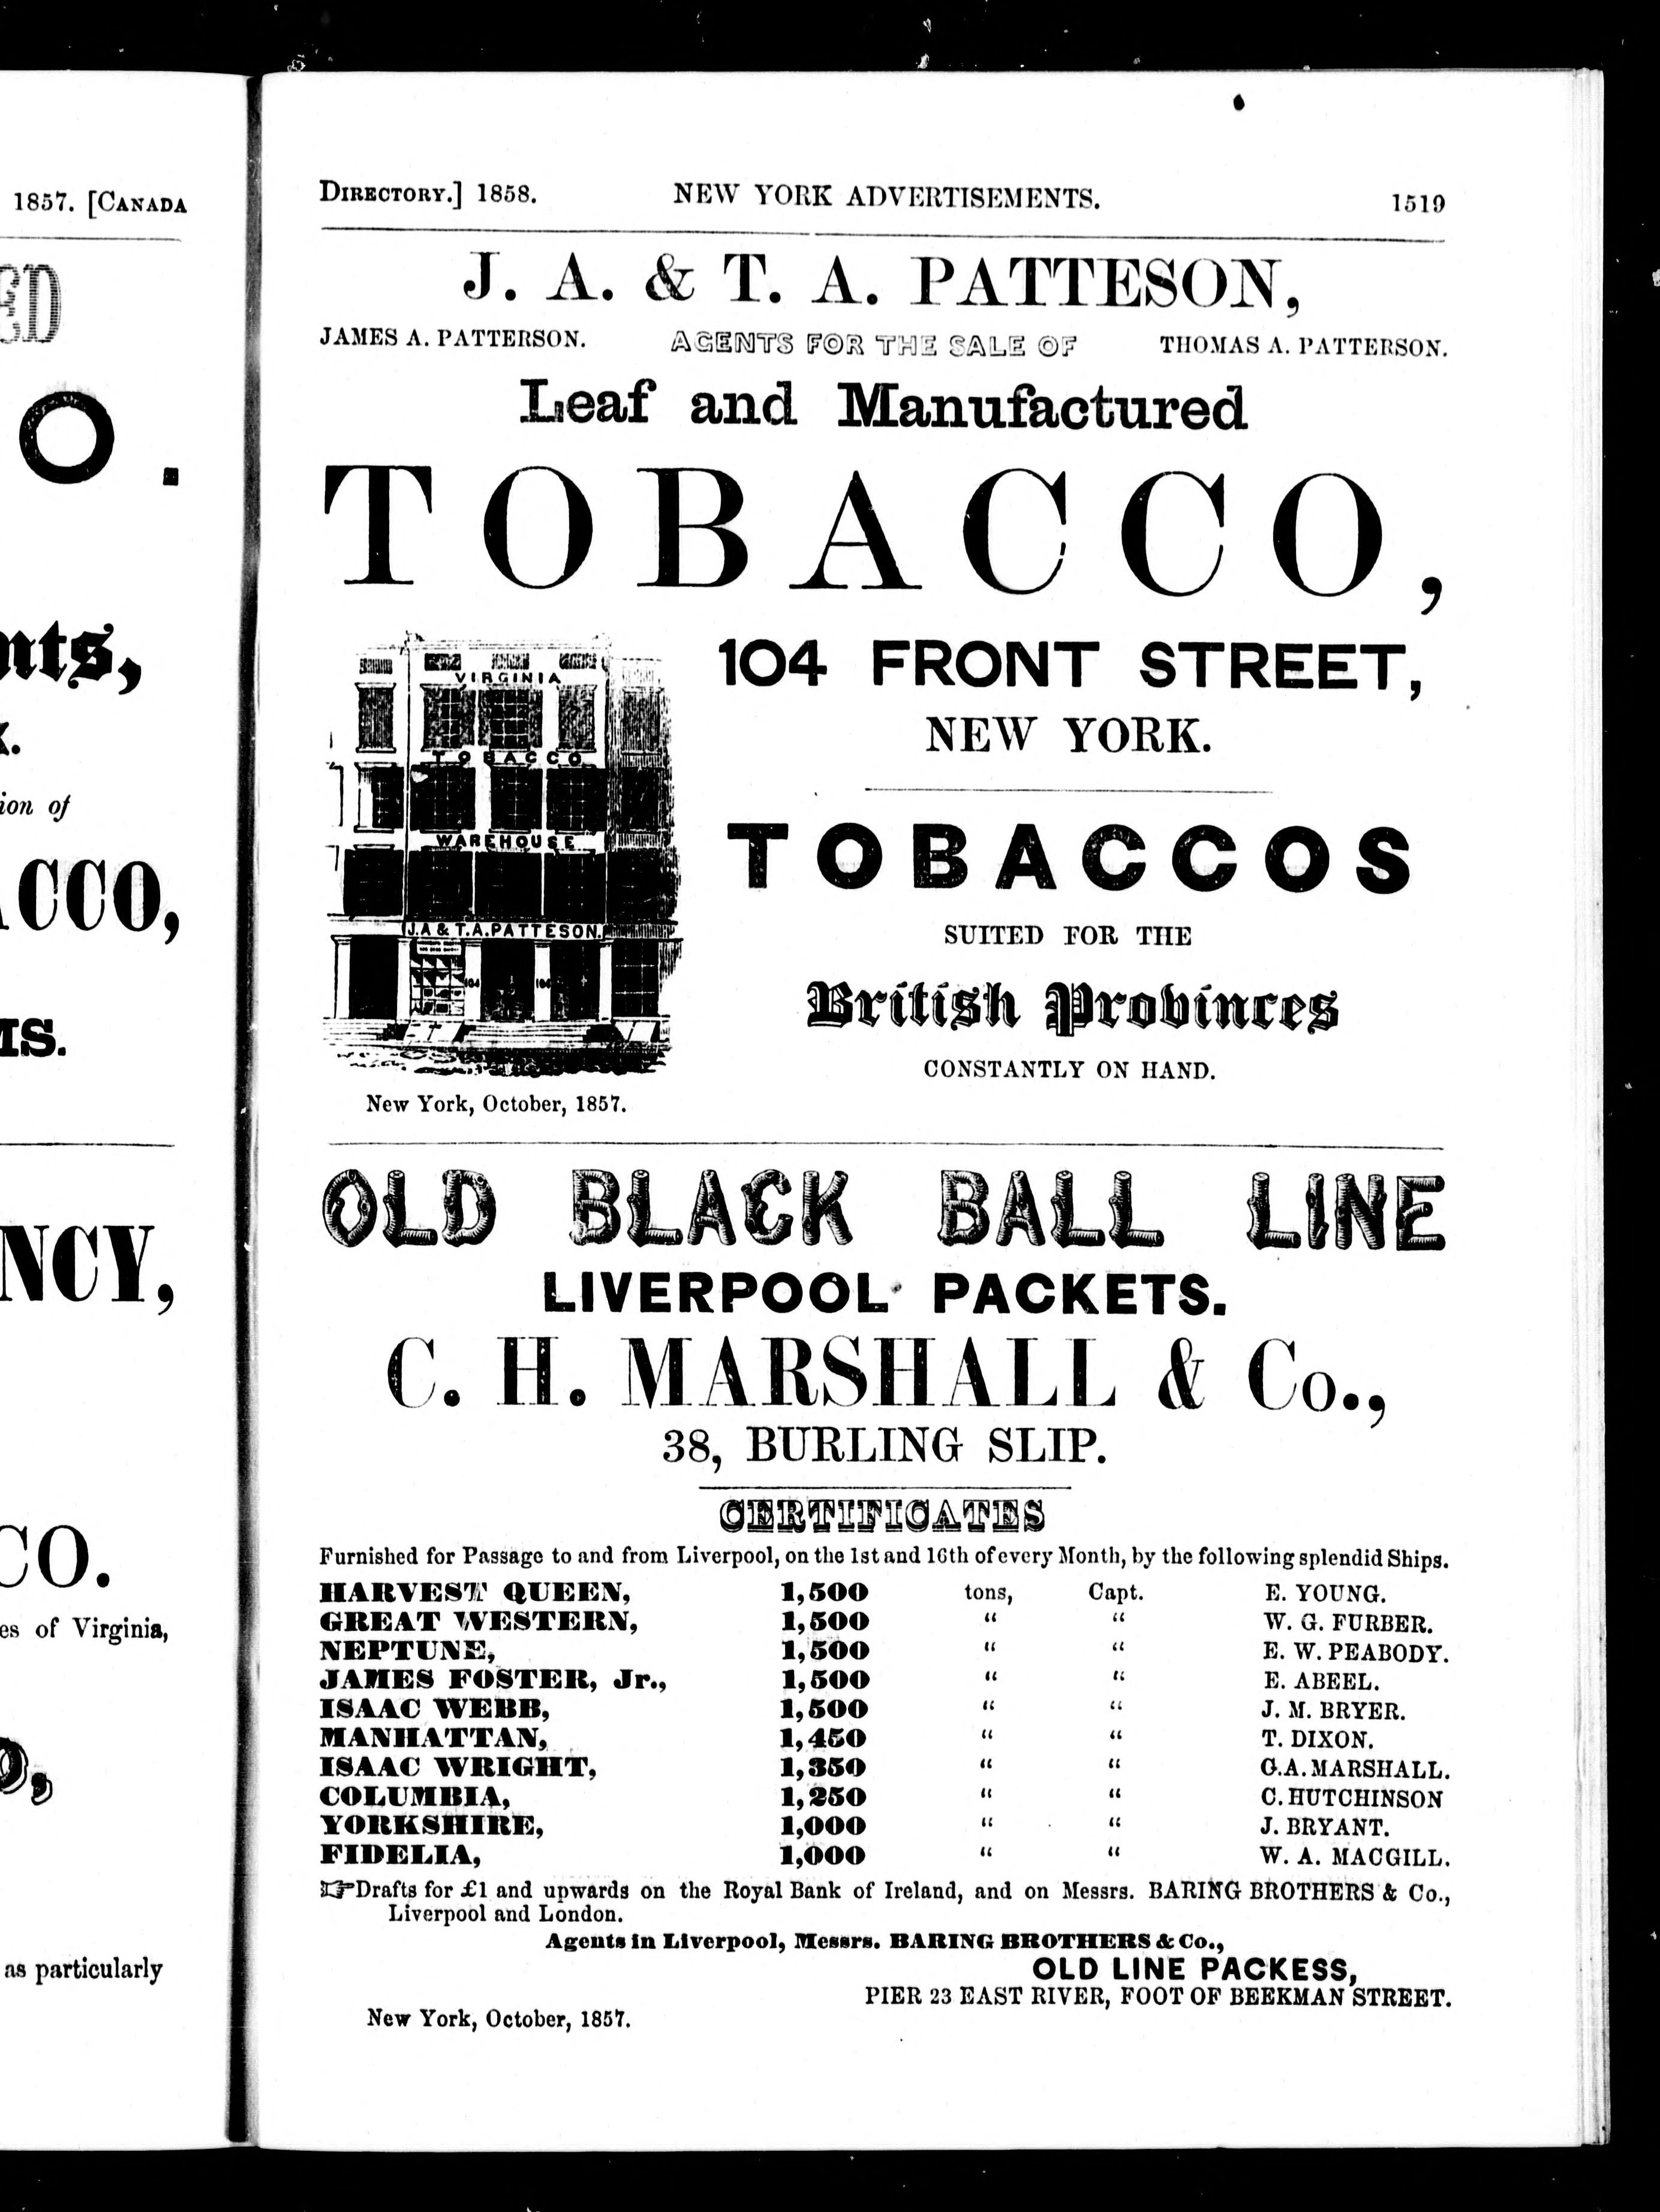 1857. [CANADA
ED
O.
nts,
ion of
ACCO,
MS.
NCY,
CO.
es of Virginia,
as particularly
DIRECTORY.] 1858. NEW YORK ADVERTISEMENTS. 1519
J. A. & T. A. PATTESON,
JAMES A. PATTERSON. AGENTS FOR THE SALE OF THOMAS A. PATTERSON.
Leaf and Manufactured
TOBACCO,
VIRGINIA
TOBACCO
WAREHOUSE
J.A & T.A.PATTESON.
104
106
104 FRONT STREET,
NEW YORK.
TOBACCOS
SUITED FOR THE
British Provinces
CONSTANTLY ON HAND.
New York, October, 1857.
OLD BLACK BALL LINE
LIVERPOOL PACKETS.
C. H. MARSHALL & Co.,
38, BURLING SLIP.
CERTIFICATES
Furnished for Passage to and from Liverpool, on the 1st and 16th of every Month, by the following splendid Ships.
HARVEST QUEEN, 1,500 tons, Capt. E. YOUNG.
GREAT WESTERN, 1,500 “ “ W. G. FURBER.
NEPTUNE, 1,500 “ “ E. W. PEABODY.
JAMES FOSTER, Jr., 1,500 “ “ E. ABEEL.
ISAAC WEBB, 1,500 “ “ J. M. BRYER.
MANHATTAN, 1,450 “ “ T. DIXON.
ISAAC WRIGHT, 1,350 “ “ G.A. MARSHALL.
COLUMBIA, 1,250 “ “ C. HUTCHINSON
YORKSHIRE, 1,000 “ “ J. BRYANT.
FIDELIA, 1,000 “ “ W. A. MACGILL.
☞Drafts for £1 and upwards on the Royal Bank of Ireland, and on Messrs. BARING BROTHERS & Co.,
Liverpool and London.
Agents in Liverpool, Messrs. BARING BROTHERS & Co.,
OLD LINE PACKESS,
PIER 23 EAST RIVER, FOOT OF BEEKMAN STREET.
New York, October, 1857.